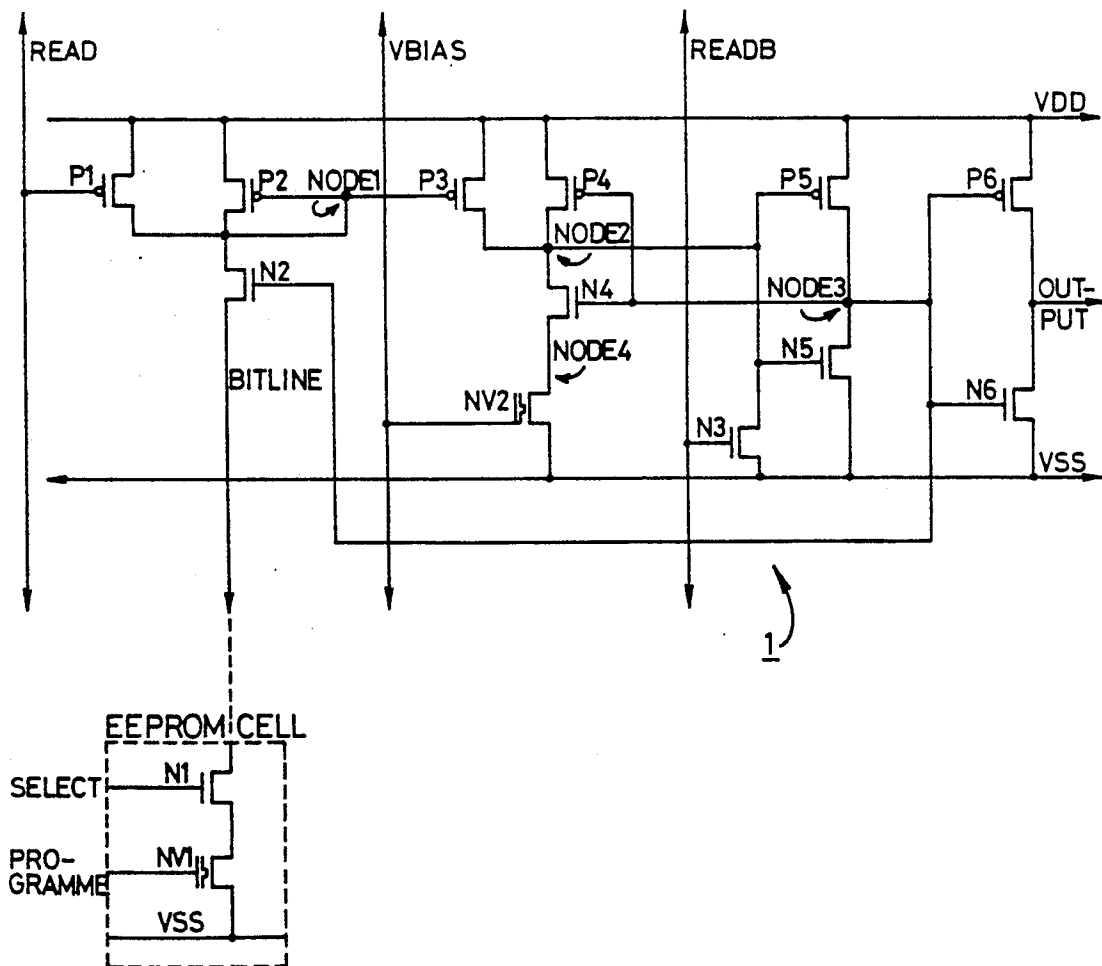 READ
VBIAS
READB
VDD
P1
P2
NODE1
P3
P4
P5
P6
NODE2
N2
N4
NODE3
OUT-
PUT
NODE4
N5
BITLINE
NV2
N3
N6
VSS
1
EEPROM CELL
SELECT
N1
PRO-
GRAMME
NV1
VSS